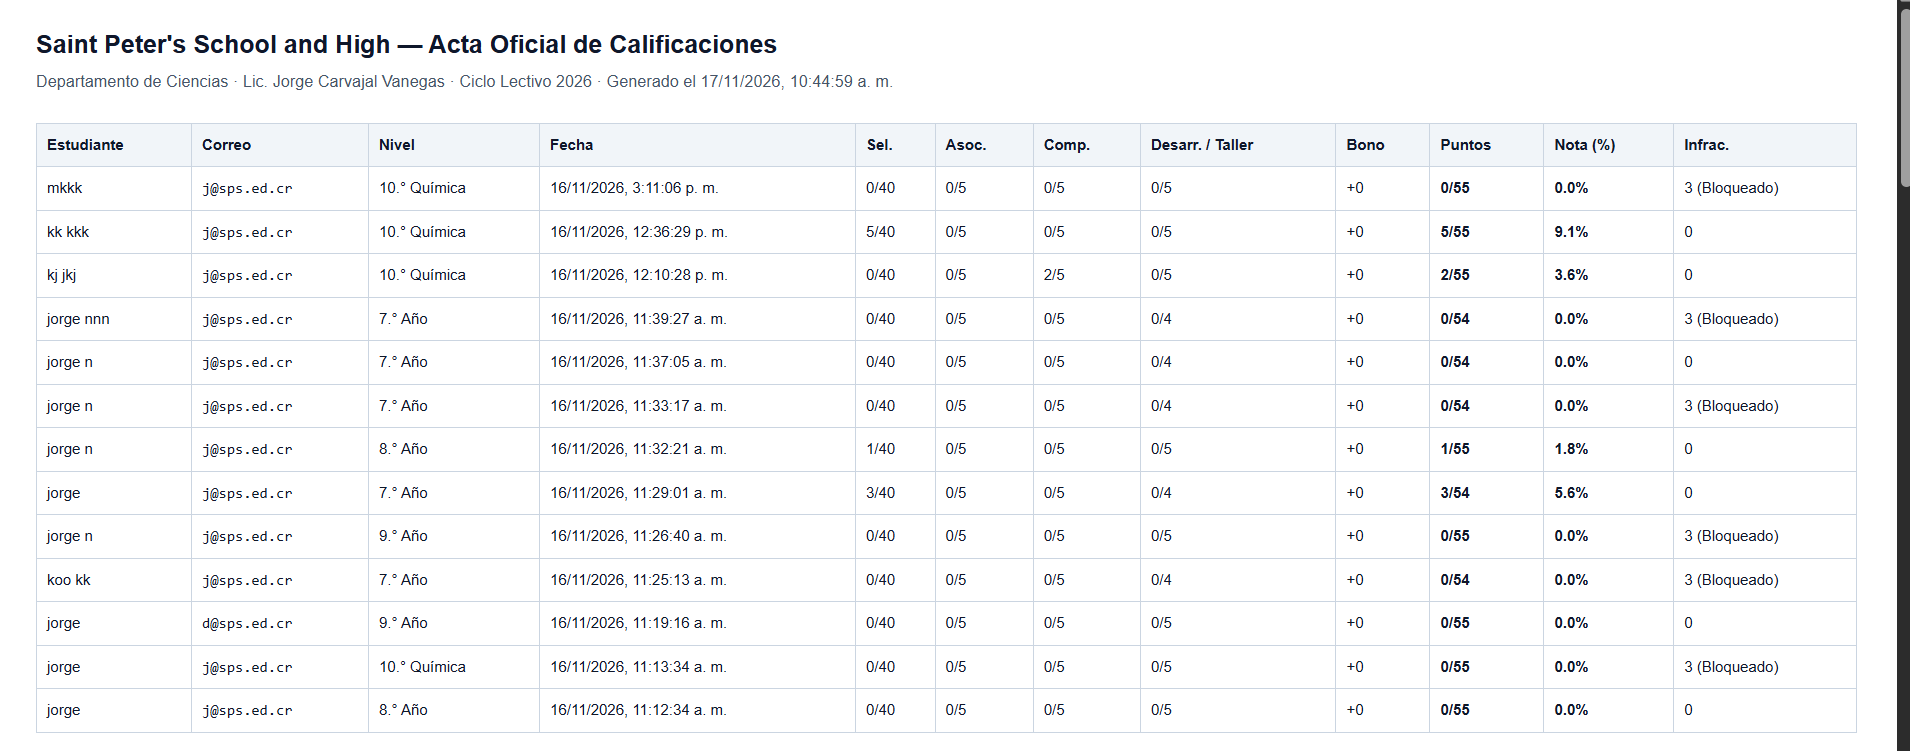 Saint Peter's School and High — Acta Oficial de Calificaciones
Departamento de Ciencias · Lic. Jorge Carvajal Vanegas · Ciclo Lectivo 2026 · Generado el 17/11/2026, 10:44:59 a. m.
Estudiante Correo Nivel Fecha Sel. Asoc. Comp. Desarr. / Taller Bono Puntos Nota (%) Infrac.
mkkk j@sps.ed.cr 10.° Química 16/11/2026, 3:11:06 p. m. 0/40 0/5 0/5 0/5 +0 0/55 0.0% 3 (Bloqueado)
kk kkk j@sps.ed.cr 10.° Química 16/11/2026, 12:36:29 p. m. 5/40 0/5 0/5 0/5 +0 5/55 9.1% 0
kj jkj j@sps.ed.cr 10.° Química 16/11/2026, 12:10:28 p. m. 0/40 0/5 2/5 0/5 +0 2/55 3.6% 0
jorge nnn j@sps.ed.cr 7.° Año 16/11/2026, 11:39:27 a. m. 0/40 0/5 0/5 0/4 +0 0/54 0.0% 3 (Bloqueado)
jorge n j@sps.ed.cr 7.° Año 16/11/2026, 11:37:05 a. m. 0/40 0/5 0/5 0/4 +0 0/54 0.0% 0
jorge n j@sps.ed.cr 7.° Año 16/11/2026, 11:33:17 a. m. 0/40 0/5 0/5 0/4 +0 0/54 0.0% 3 (Bloqueado)
jorge n j@sps.ed.cr 8.° Año 16/11/2026, 11:32:21 a. m. 1/40 0/5 0/5 0/5 +0 1/55 1.8% 0
jorge j@sps.ed.cr 7.° Año 16/11/2026, 11:29:01 a. m. 3/40 0/5 0/5 0/4 +0 3/54 5.6% 0
jorge n j@sps.ed.cr 9.° Año 16/11/2026, 11:26:40 a. m. 0/40 0/5 0/5 0/5 +0 0/55 0.0% 3 (Bloqueado)
koo kk j@sps.ed.cr 7.° Año 16/11/2026, 11:25:13 a. m. 0/40 0/5 0/5 0/4 +0 0/54 0.0% 3 (Bloqueado)
jorge d@sps.ed.cr 9.° Año 16/11/2026, 11:19:16 a. m. 0/40 0/5 0/5 0/5 +0 0/55 0.0% 0
jorge j@sps.ed.cr 10.° Química 16/11/2026, 11:13:34 a. m. 0/40 0/5 0/5 0/5 +0 0/55 0.0% 3 (Bloqueado)
jorge j@sps.ed.cr 8.° Año 16/11/2026, 11:12:34 a. m. 0/40 0/5 0/5 0/5 +0 0/55 0.0% 0